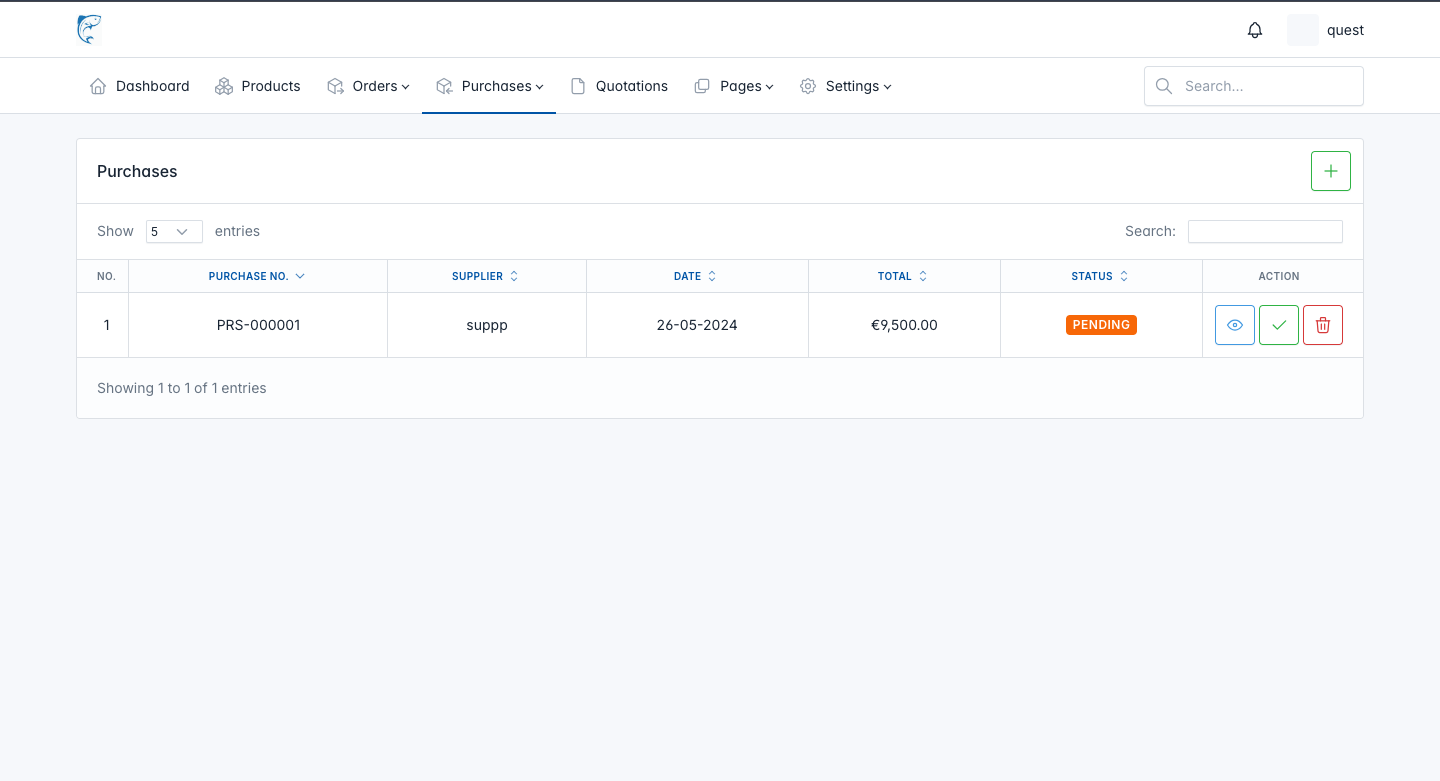 quest
Dashboard Products Orders Purchases Quotations Pages Settings Search...
Purchases
Show 5 entries Search:
NO. PURCHASE NO. SUPPLIER DATE TOTAL STATUS ACTION
1 PRS-000001 suppp 26-05-2024 €9,500.00 PENDING
Showing 1 to 1 of 1 entries